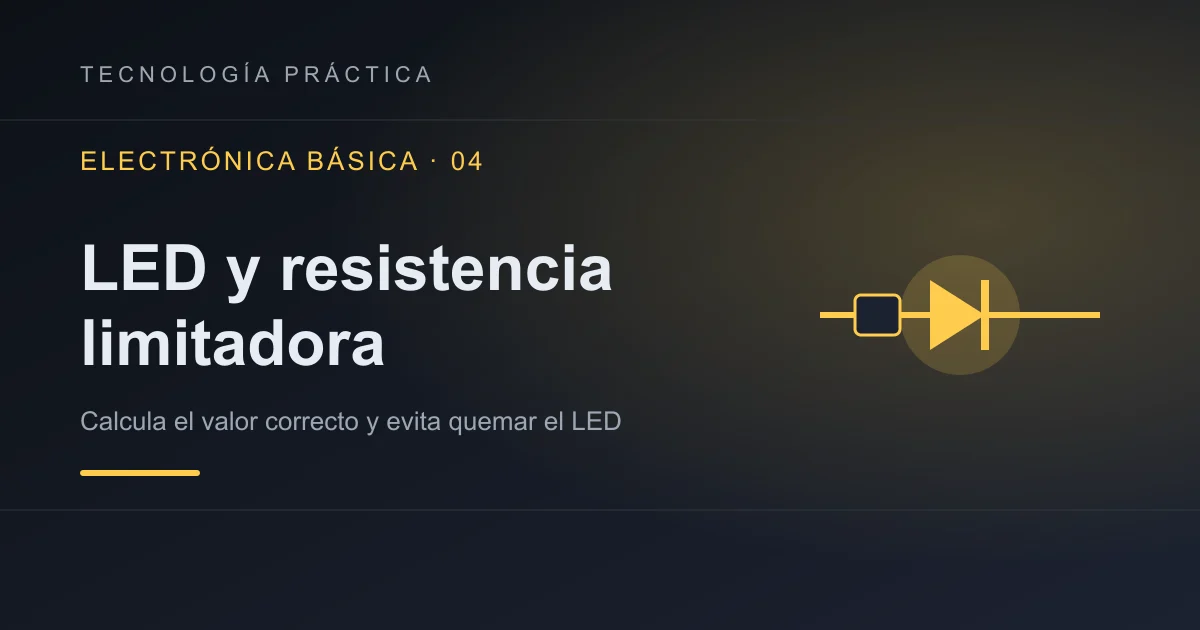 TECNOLOGÍA PRÁCTICA
ELECTRÓNICA BÁSICA · 04
LED y resistencia
limitadora
Calcula el valor correcto y evita quemar el LED